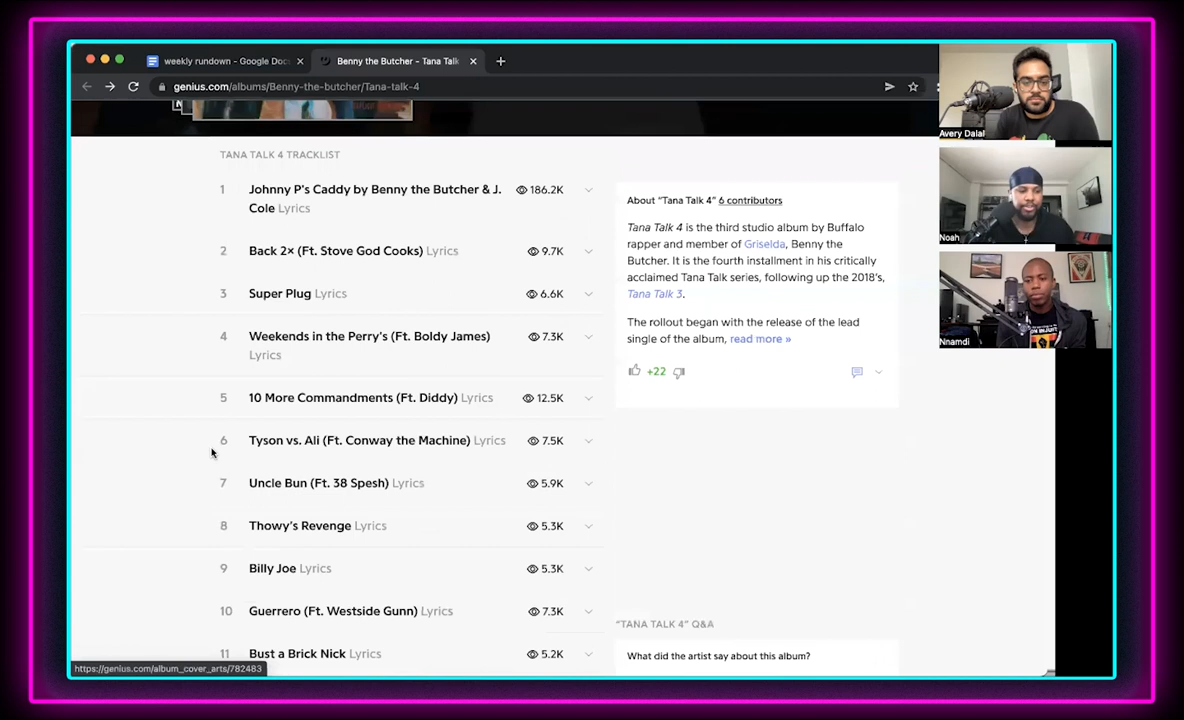 weekly rundown - Google Doc
Benny the Butcher - Tana Talk
genius.com/albums/Benny-the-butcher/Tana-talk-4
TANA TALK 4 TRACKLIST
1 Johnny P's Caddy by Benny the Butcher & J. 186.2K
Cole Lyrics
2 Back 2× (Ft. Stove God Cooks) Lyrics 9.7K
3 Super Plug Lyrics 6.6K
4 Weekends in the Perry's (Ft. Boldy James) 7.3K
Lyrics
5 10 More Commandments (Ft. Diddy) Lyrics 12.5K
6 Tyson vs. Ali (Ft. Conway the Machine) Lyrics 7.5K
7 Uncle Bun (Ft. 38 Spesh) Lyrics 5.9K
8 Thowy's Revenge Lyrics 5.3K
9 Billy Joe Lyrics 5.3K
10 Guerrero (Ft. Westside Gunn) Lyrics 7.3K
11 Bust a Brick Nick Lyrics 5.2K
https://genius.com/album_cover_arts/782483
About "Tana Talk 4" 6 contributors
Tana Talk 4 is the third studio album by Buffalo
rapper and member of Griselda, Benny the
Butcher. It is the fourth installment in his critically
acclaimed Tana Talk series, following up the 2018's,
Tana Talk 3.
The rollout began with the release of the lead
single of the album, read more »
+22
"TANA TALK 4" Q&A
What did the artist say about this album?
Avery Dalal
Noah
Nnamdi